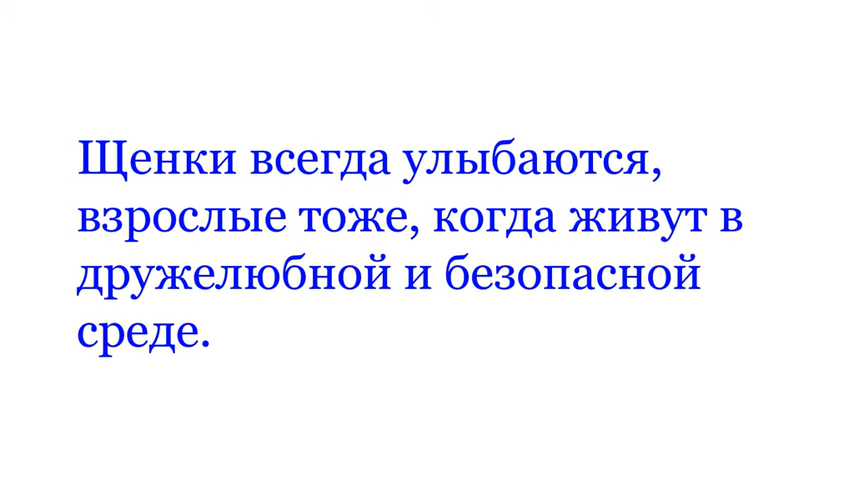 Щенки всегда улыбаются,
взрослые тоже, когда живут в
дружелюбной и безопасной
среде.